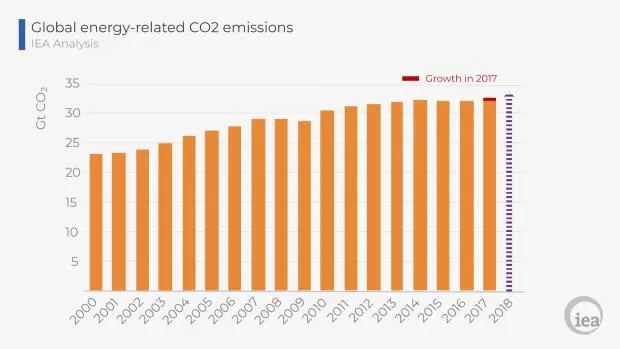 Global energy-related CO2 emissions
IEA Analysis
Growth in 2017
Gt CO₂
35
30
25
20
15
10
5
2000 2001 2002 2003 2004 2005 2006 2007 2008 2009 2010 2011 2012 2013 2014 2015 2016 2017 2018
iea